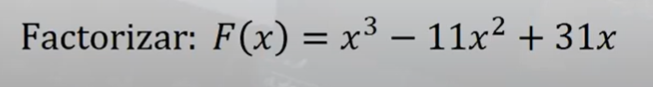 Factorizar: F(x) = x³ − 11x² + 31x